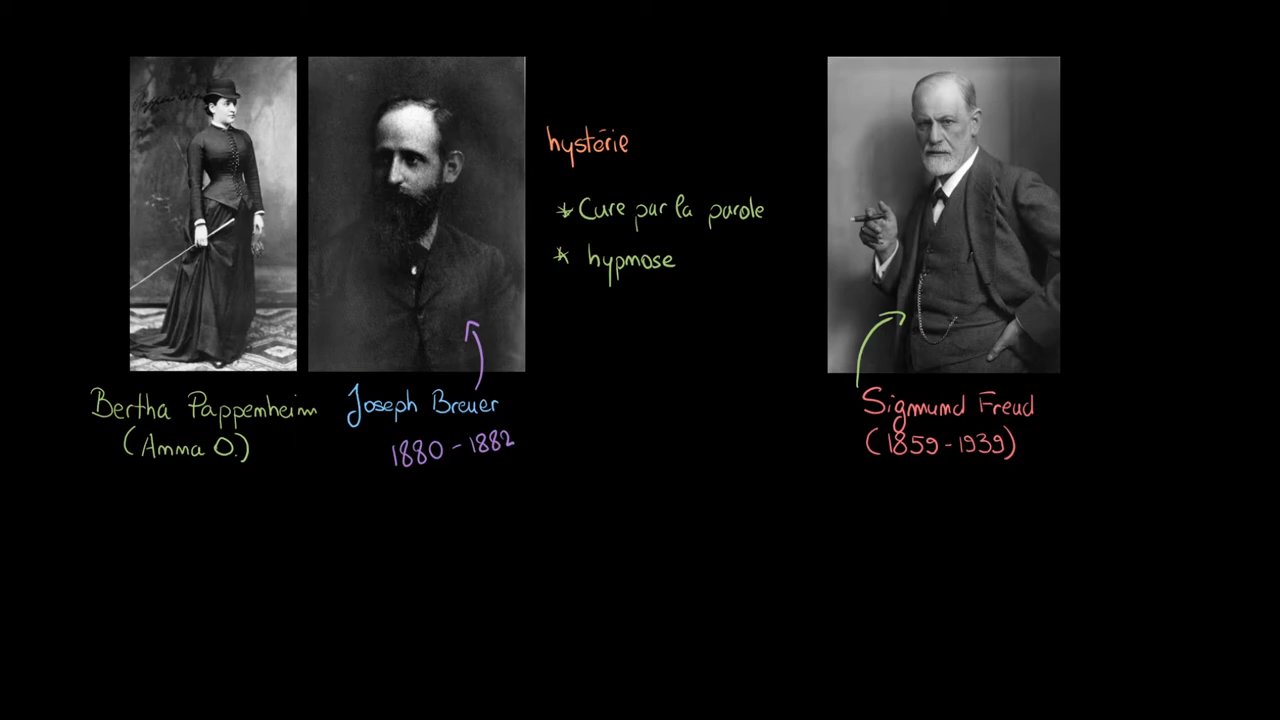 hystérie
* Cure par la parole
* hypnose
Bertha Pappenheim
(Anna O.)
Joseph Breuer
1880 - 1882
Sigmund Freud
(1859 - 1939)